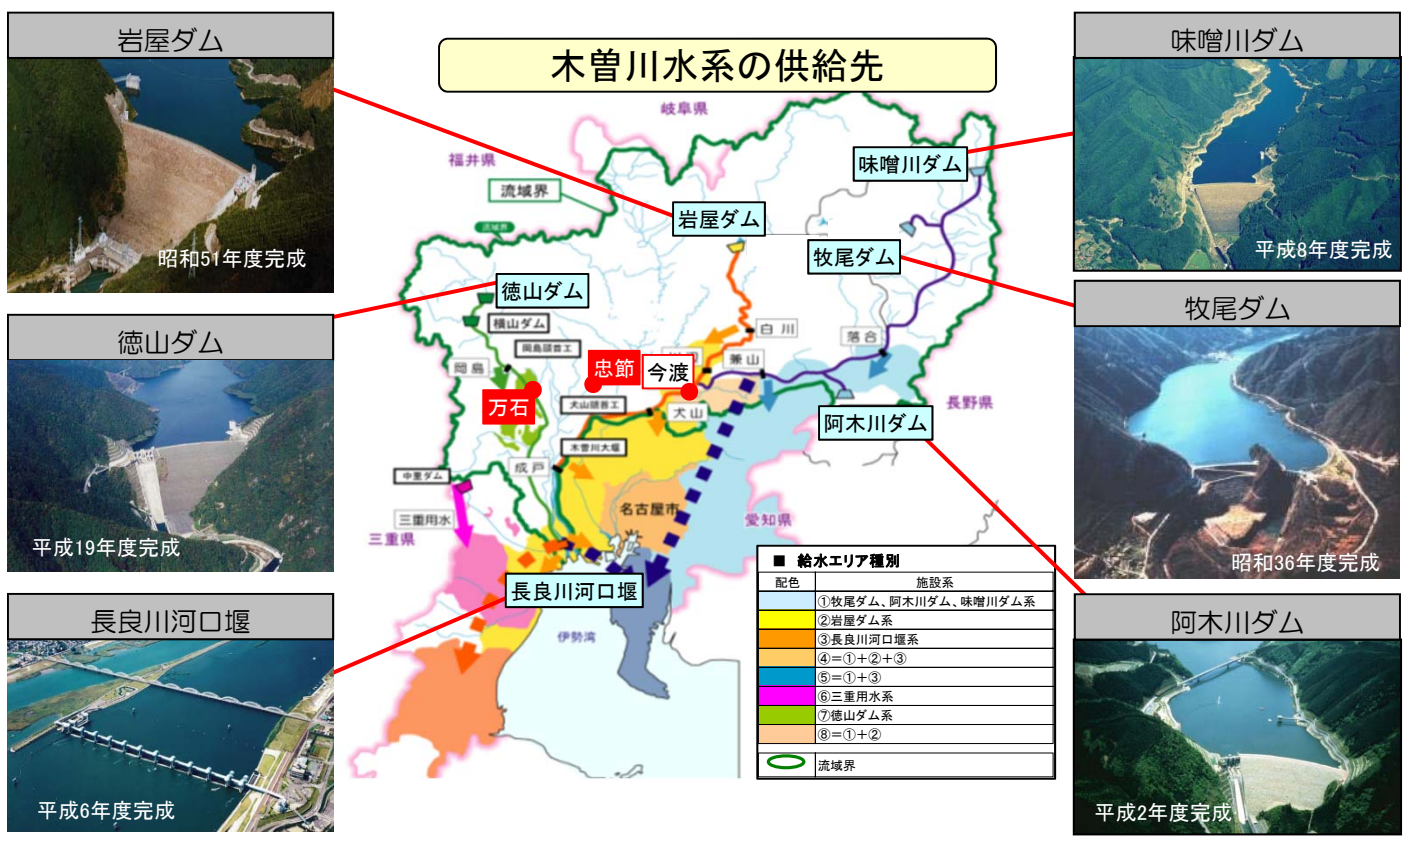 木曽川水系の供給先
岩屋ダム
昭和51年度完成
徳山ダム
平成19年度完成
長良川河口堰
平成6年度完成
味噌川ダム
平成8年度完成
牧尾ダム
昭和36年度完成
阿木川ダム
平成2年度完成
岐阜県
福井県
流域界
流域界
味噌川ダム
岩屋ダム
牧尾ダム
徳山ダム
横山ダム
白川
落合
岡島頭首工
岡島
忠節
今渡
兼山
万石
犬山頭首工
犬山
阿木川ダム
長野県
木曽川大堰
成戸
中里ダム
三重用水
三重県
名古屋市
愛知県
長良川河口堰
伊勢湾
■ 給水エリア種別
配色 施設系
①牧尾ダム、阿木川ダム、味噌川ダム系
②岩屋ダム系
③長良川河口堰系
④=①+②+③
⑤=①+③
⑥三重用水系
⑦徳山ダム系
⑧=①+②
流域界